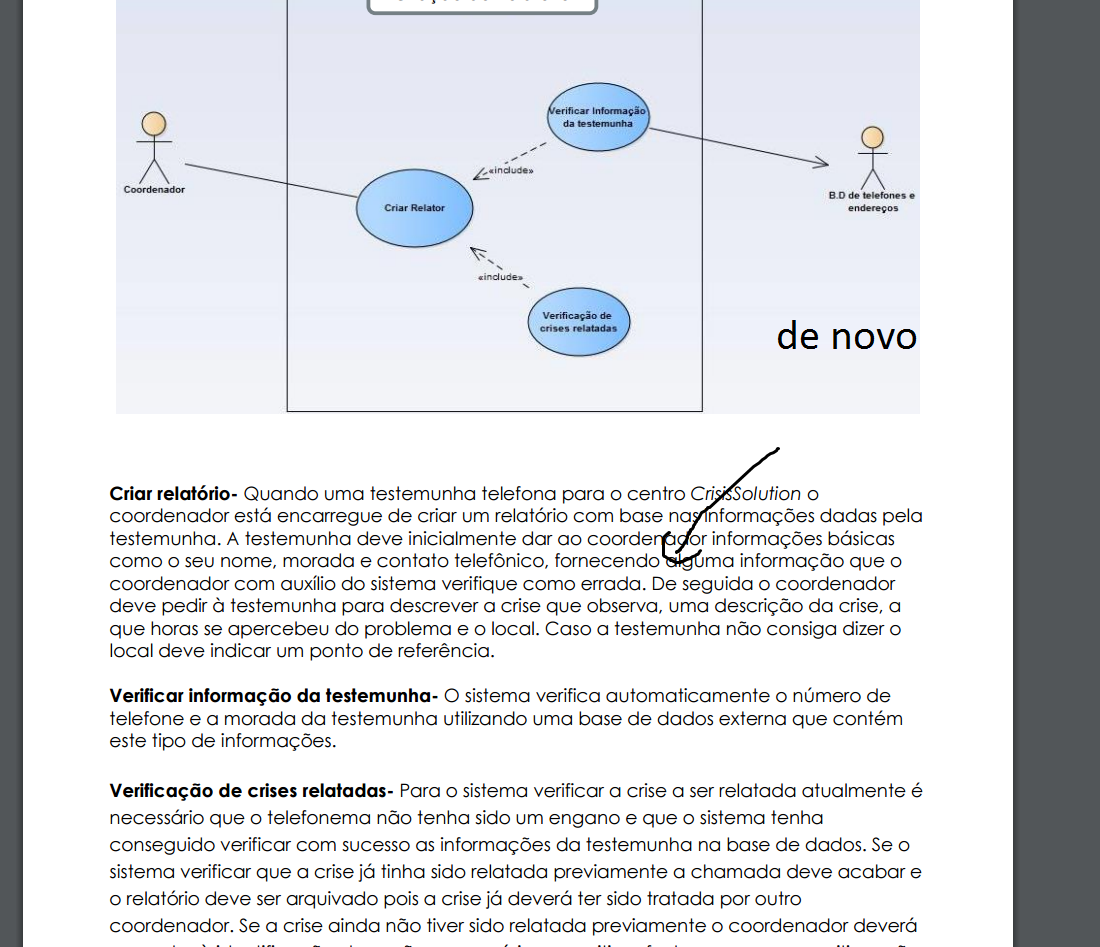 Verificar Informação
da testemunha
«include»
Coordenador
B.D de telefones e
endereços
Criar Relator
«include»
Verificação de
crises relatadas
de novo
Criar relatório- Quando uma testemunha telefona para o centro CrisisSolution o
coordenador está encarregue de criar um relatório com base nas informações dadas pela
testemunha. A testemunha deve inicialmente dar ao coordenador informações básicas
como o seu nome, morada e contato telefônico, fornecendo alguma informação que o
coordenador com auxílio do sistema verifique como errada. De seguida o coordenador
deve pedir à testemunha para descrever a crise que observa, uma descrição da crise, a
que horas se apercebeu do problema e o local. Caso a testemunha não consiga dizer o
local deve indicar um ponto de referência.
Verificar informação da testemunha- O sistema verifica automaticamente o número de
telefone e a morada da testemunha utilizando uma base de dados externa que contém
este tipo de informações.
Verificação de crises relatadas- Para o sistema verificar a crise a ser relatada atualmente é
necessário que o telefonema não tenha sido um engano e que o sistema tenha
conseguido verificar com sucesso as informações da testemunha na base de dados. Se o
sistema verificar que a crise já tinha sido relatada previamente a chamada deve acabar e
o relatório deve ser arquivado pois a crise já deverá ter sido tratada por outro
coordenador. Se a crise ainda não tiver sido relatada previamente o coordenador deverá